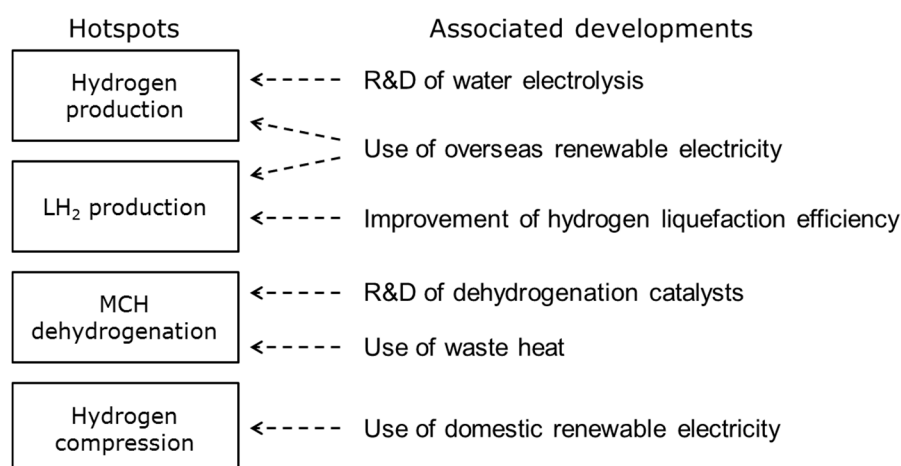 Hotspots
Associated developments
Hydrogen
production
R&D of water electrolysis
Use of overseas renewable electricity
LH₂ production
Improvement of hydrogen liquefaction efficiency
MCH
dehydrogenation
R&D of dehydrogenation catalysts
Use of waste heat
Hydrogen
compression
Use of domestic renewable electricity